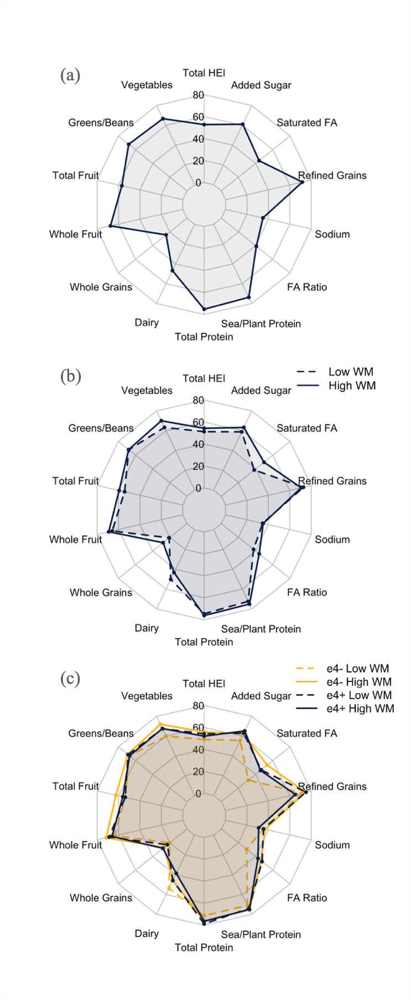 (a)
Total HEI
Vegetables
Added Sugar
80
Greens/Beans
60
Saturated FA
40
20
Total Fruit
0
Refined Grains
Whole Fruit
Sodium
Whole Grains
FA Ratio
Dairy
Sea/Plant Protein
Total Protein
(b)
Low WM
High WM
Total HEI
Vegetables
Added Sugar
80
60
Greens/Beans
Saturated FA
40
20
Total Fruit
0
Refined Grains
Whole Fruit
Sodium
Whole Grains
FA Ratio
Dairy
Sea/Plant Protein
Total Protein
(c)
e4- Low WM
e4- High WM
e4+ Low WM
e4+ High WM
Total HEI
Vegetables
Added Sugar
80
60
Greens/Beans
Saturated FA
40
20
Total Fruit
0
Refined Grains
Whole Fruit
Sodium
Whole Grains
FA Ratio
Dairy
Sea/Plant Protein
Total Protein